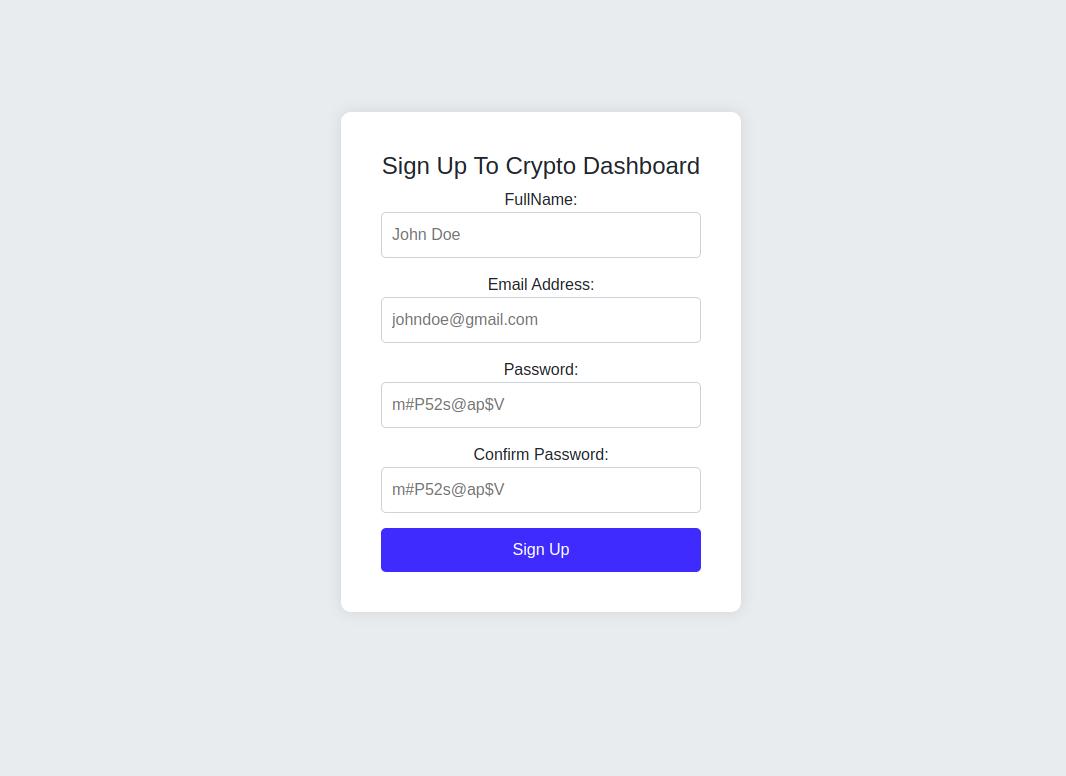 Sign Up To Crypto Dashboard
FullName:
John Doe
Email Address:
johndoe@gmail.com
Password:
m#P52s@ap$V
Confirm Password:
m#P52s@ap$V
Sign Up